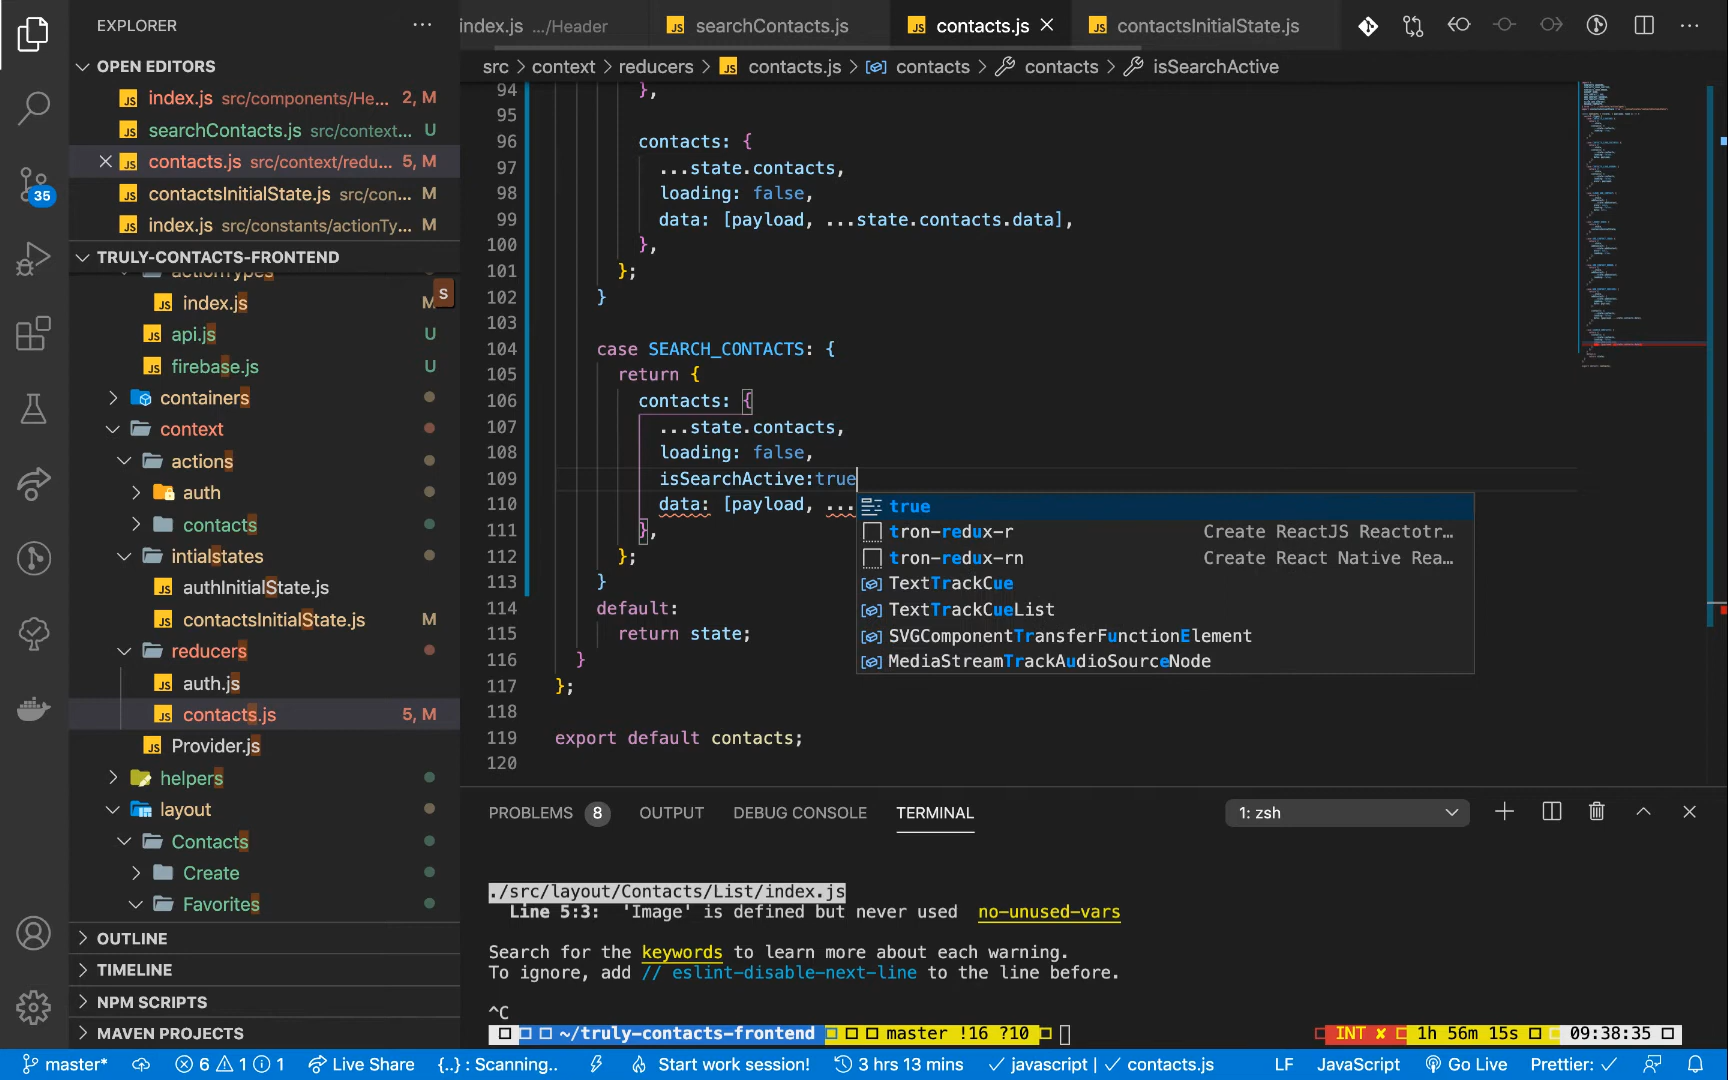 EXPLORER
OPEN EDITORS
index.js src/components/He... 2, M
searchContacts.js src/context... U
contacts.js src/context/redu... 5, M
contactsInitialState.js src/con... M
index.js src/constants/actionTy... M
TRULY-CONTACTS-FRONTEND
actionTypes
index.js M
s
api.js U
firebase.js U
containers
context
actions
auth
contacts
intialstates
authInitialState.js
contactsInitialState.js M
reducers
auth.js
contacts.js 5, M
Provider.js
helpers
layout
Contacts
Create
Favorites
OUTLINE
TIMELINE
NPM SCRIPTS
MAVEN PROJECTS
35
index.js .../Header
searchContacts.js
contacts.js
contactsInitialState.js
src > context > reducers > contacts.js > contacts > contacts > isSearchActive
94 },
95
96 contacts: {
97 ...state.contacts,
98 loading: false,
99 data: [payload, ...state.contacts.data],
100 },
101 };
102 }
103
104 case SEARCH_CONTACTS: {
105 return {
106 contacts: {
107 ...state.contacts,
108 loading: false,
109 isSearchActive:true
110 data: [payload, ...
111 },
112 };
113 }
114 default:
115 return state;
116 }
117 };
118
119 export default contacts;
120
true
tron-redux-r Create ReactJS Reactotr...
tron-redux-rn Create React Native Rea...
TextTrackCue
TextTrackCueList
SVGComponentTransferFunctionElement
MediaStreamTrackAudioSourceNode
PROBLEMS 8 OUTPUT DEBUG CONSOLE TERMINAL 1: zsh
./src/layout/Contacts/List/index.js
Line 5:3: 'Image' is defined but never used no-unused-vars
Search for the keywords to learn more about each warning.
To ignore, add // eslint-disable-next-line to the line before.
^C
~/truly-contacts-frontend master !16 ?10 INT ✘ 1h 56m 15s 09:38:35
master* 6 1 1 Live Share {..} : Scanning.. Start work session! 3 hrs 13 mins ✓ javascript | ✓ contacts.js LF JavaScript Go Live Prettier: ✓